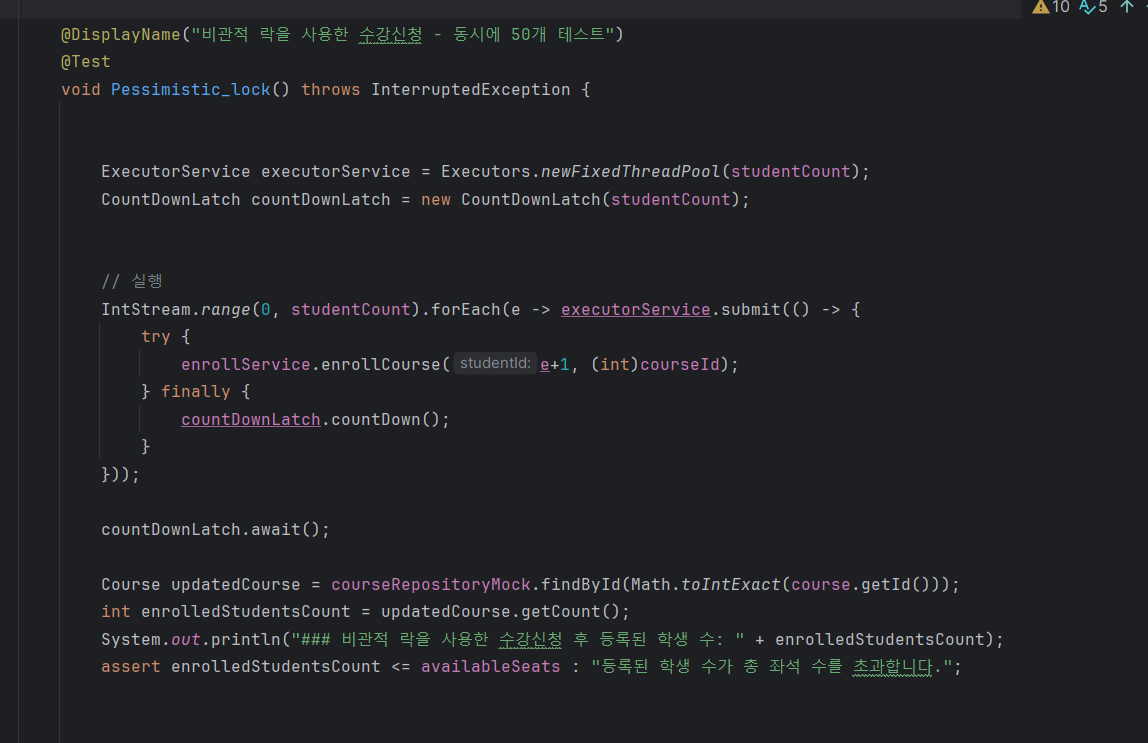 10 5
@DisplayName("비관적 락을 사용한 수강신청 - 동시에 50개 테스트")
@Test
void Pessimistic_lock() throws InterruptedException {
ExecutorService executorService = Executors.newFixedThreadPool(studentCount);
CountDownLatch countDownLatch = new CountDownLatch(studentCount);
// 실행
IntStream.range(0, studentCount).forEach(e -> executorService.submit(() -> {
try {
enrollService.enrollCourse( studentId: e+1, (int)courseId);
} finally {
countDownLatch.countDown();
}
}));
countDownLatch.await();
Course updatedCourse = courseRepositoryMock.findById(Math.toIntExact(course.getId()));
int enrolledStudentsCount = updatedCourse.getCount();
System.out.println("### 비관적 락을 사용한 수강신청 후 등록된 학생 수: " + enrolledStudentsCount);
assert enrolledStudentsCount <= availableSeats : "등록된 학생 수가 총 좌석 수를 초과합니다.";